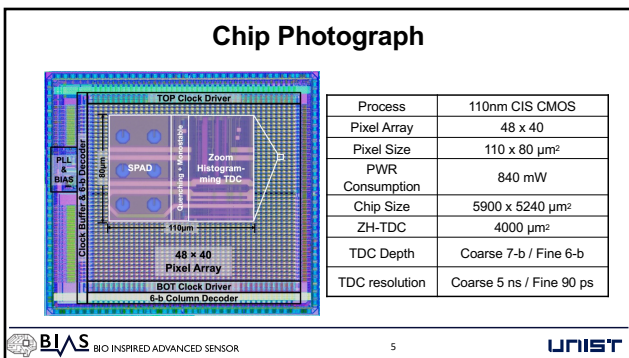 Chip Photograph
TOP Clock Driver
PLL
&
BIAS
Clock Buffer & 6-b Decoder
80μm
SPAD
Quenching + Monostable
Zoom
Histogram-
ming TDC
110μm
48 × 40
Pixel Array
BOT Clock Driver
6-b Column Decoder
Process 110nm CIS CMOS
Pixel Array 48 x 40
Pixel Size 110 x 80 μm²
PWR
Consumption 840 mW
Chip Size 5900 x 5240 μm²
ZH-TDC 4000 μm²
TDC Depth Coarse 7-b / Fine 6-b
TDC resolution Coarse 5 ns / Fine 90 ps
BIAS BIO INSPIRED ADVANCED SENSOR
5
UNIST